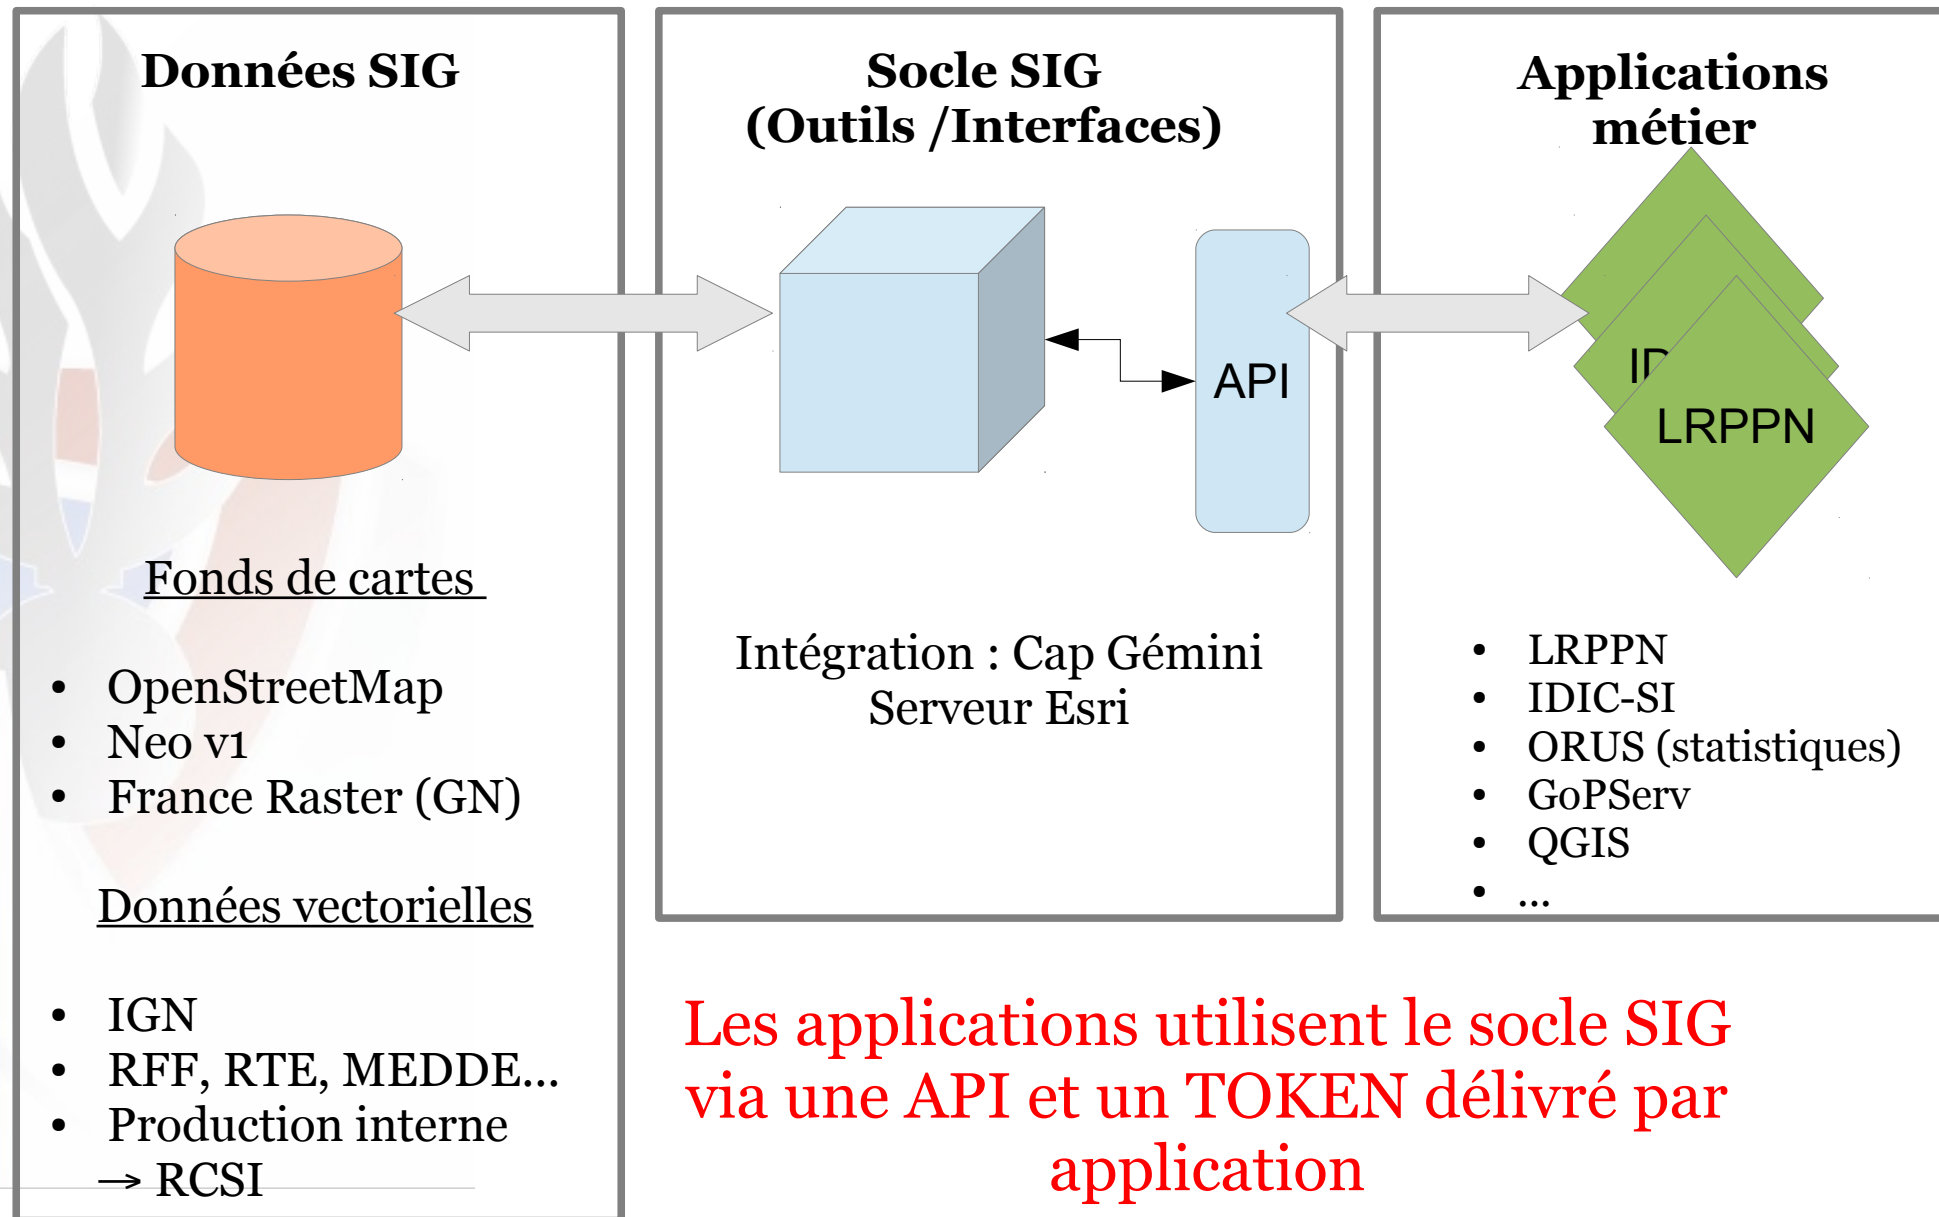 Données SIG
Fonds de cartes
• OpenStreetMap
• Neo v1
• France Raster (GN)
Données vectorielles
• IGN
• RFF, RTE, MEDDE...
• Production interne
→ RCSI
Socle SIG
(Outils /Interfaces)
API
Intégration : Cap Gémini
Serveur Esri
Applications
métier
LRPPN
• LRPPN
• IDIC-SI
• ORUS (statistiques)
• GoPServ
• QGIS
• ...
Les applications utilisent le socle SIG
via une API et un TOKEN délivré par
application